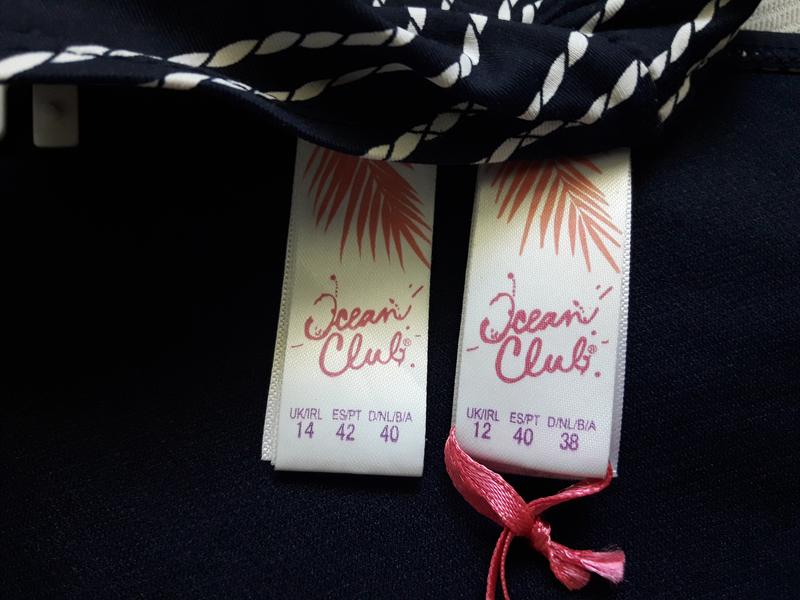 Ocean
Club®
UK/IRL ES/PT D/NL/B/A
14 42 40
Ocean
Club®
UK/IRL ES/PT D/NL/B/A
12 40 38